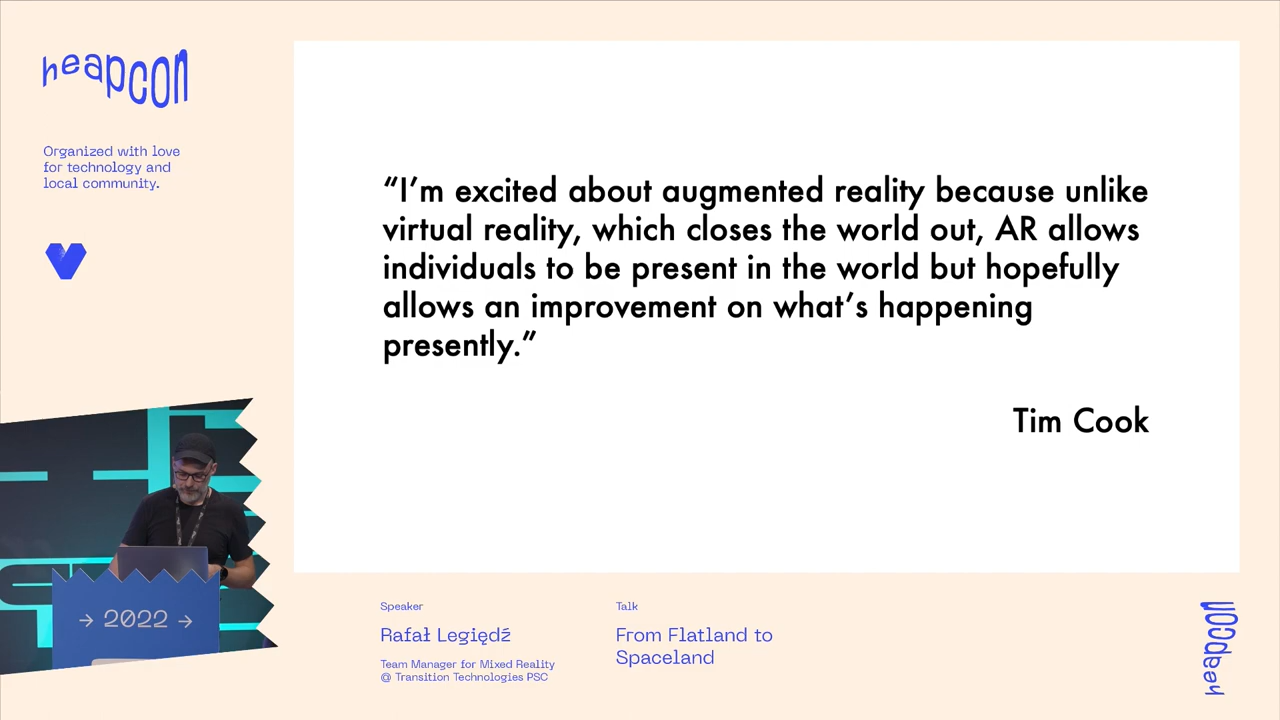 heapcon
Organized with love
for technology and
local community.
“I’m excited about augmented reality because unlike
virtual reality, which closes the world out, AR allows
individuals to be present in the world but hopefully
allows an improvement on what’s happening
presently.”
Tim Cook
→ 2022 →
Speaker
Rafał Legiędź
Team Manager for Mixed Reality
@ Transition Technologies PSC
Talk
From Flatland to
Spaceland
heapcon